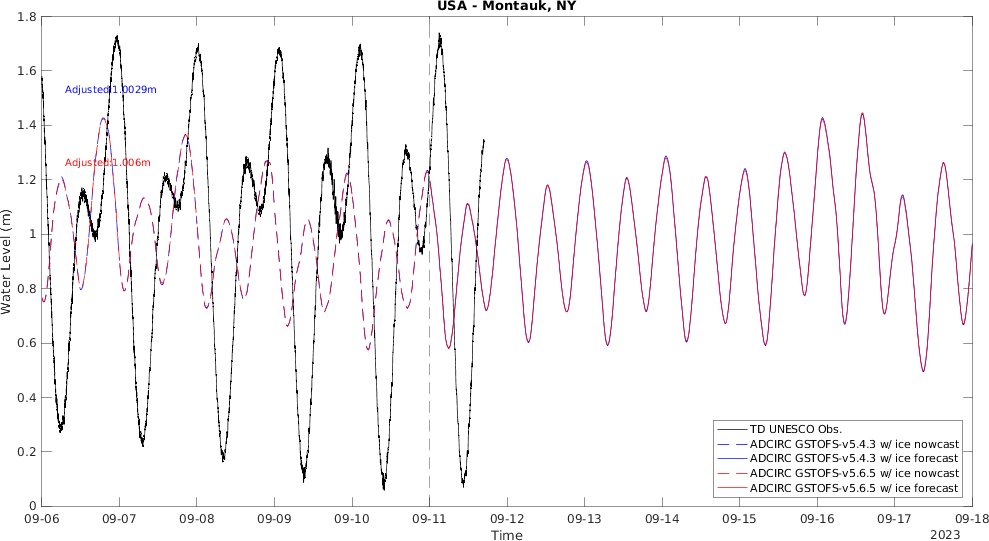 USA - Montauk, NY
1.8
1.6
1.4
1.2
1
0.8
0.6
0.4
0.2
0
Water Level (m)
Adjusted:1.0029m
Adjusted:1.006m
TD UNESCO Obs.
ADCIRC GSTOFS-v5.4.3 w/ ice nowcast
ADCIRC GSTOFS-v5.4.3 w/ ice forecast
ADCIRC GSTOFS-v5.6.5 w/ ice nowcast
ADCIRC GSTOFS-v5.6.5 w/ ice forecast
09-06 09-07 09-08 09-09 09-10 09-11 09-12 09-13 09-14 09-15 09-16 09-17 09-18
Time
2023